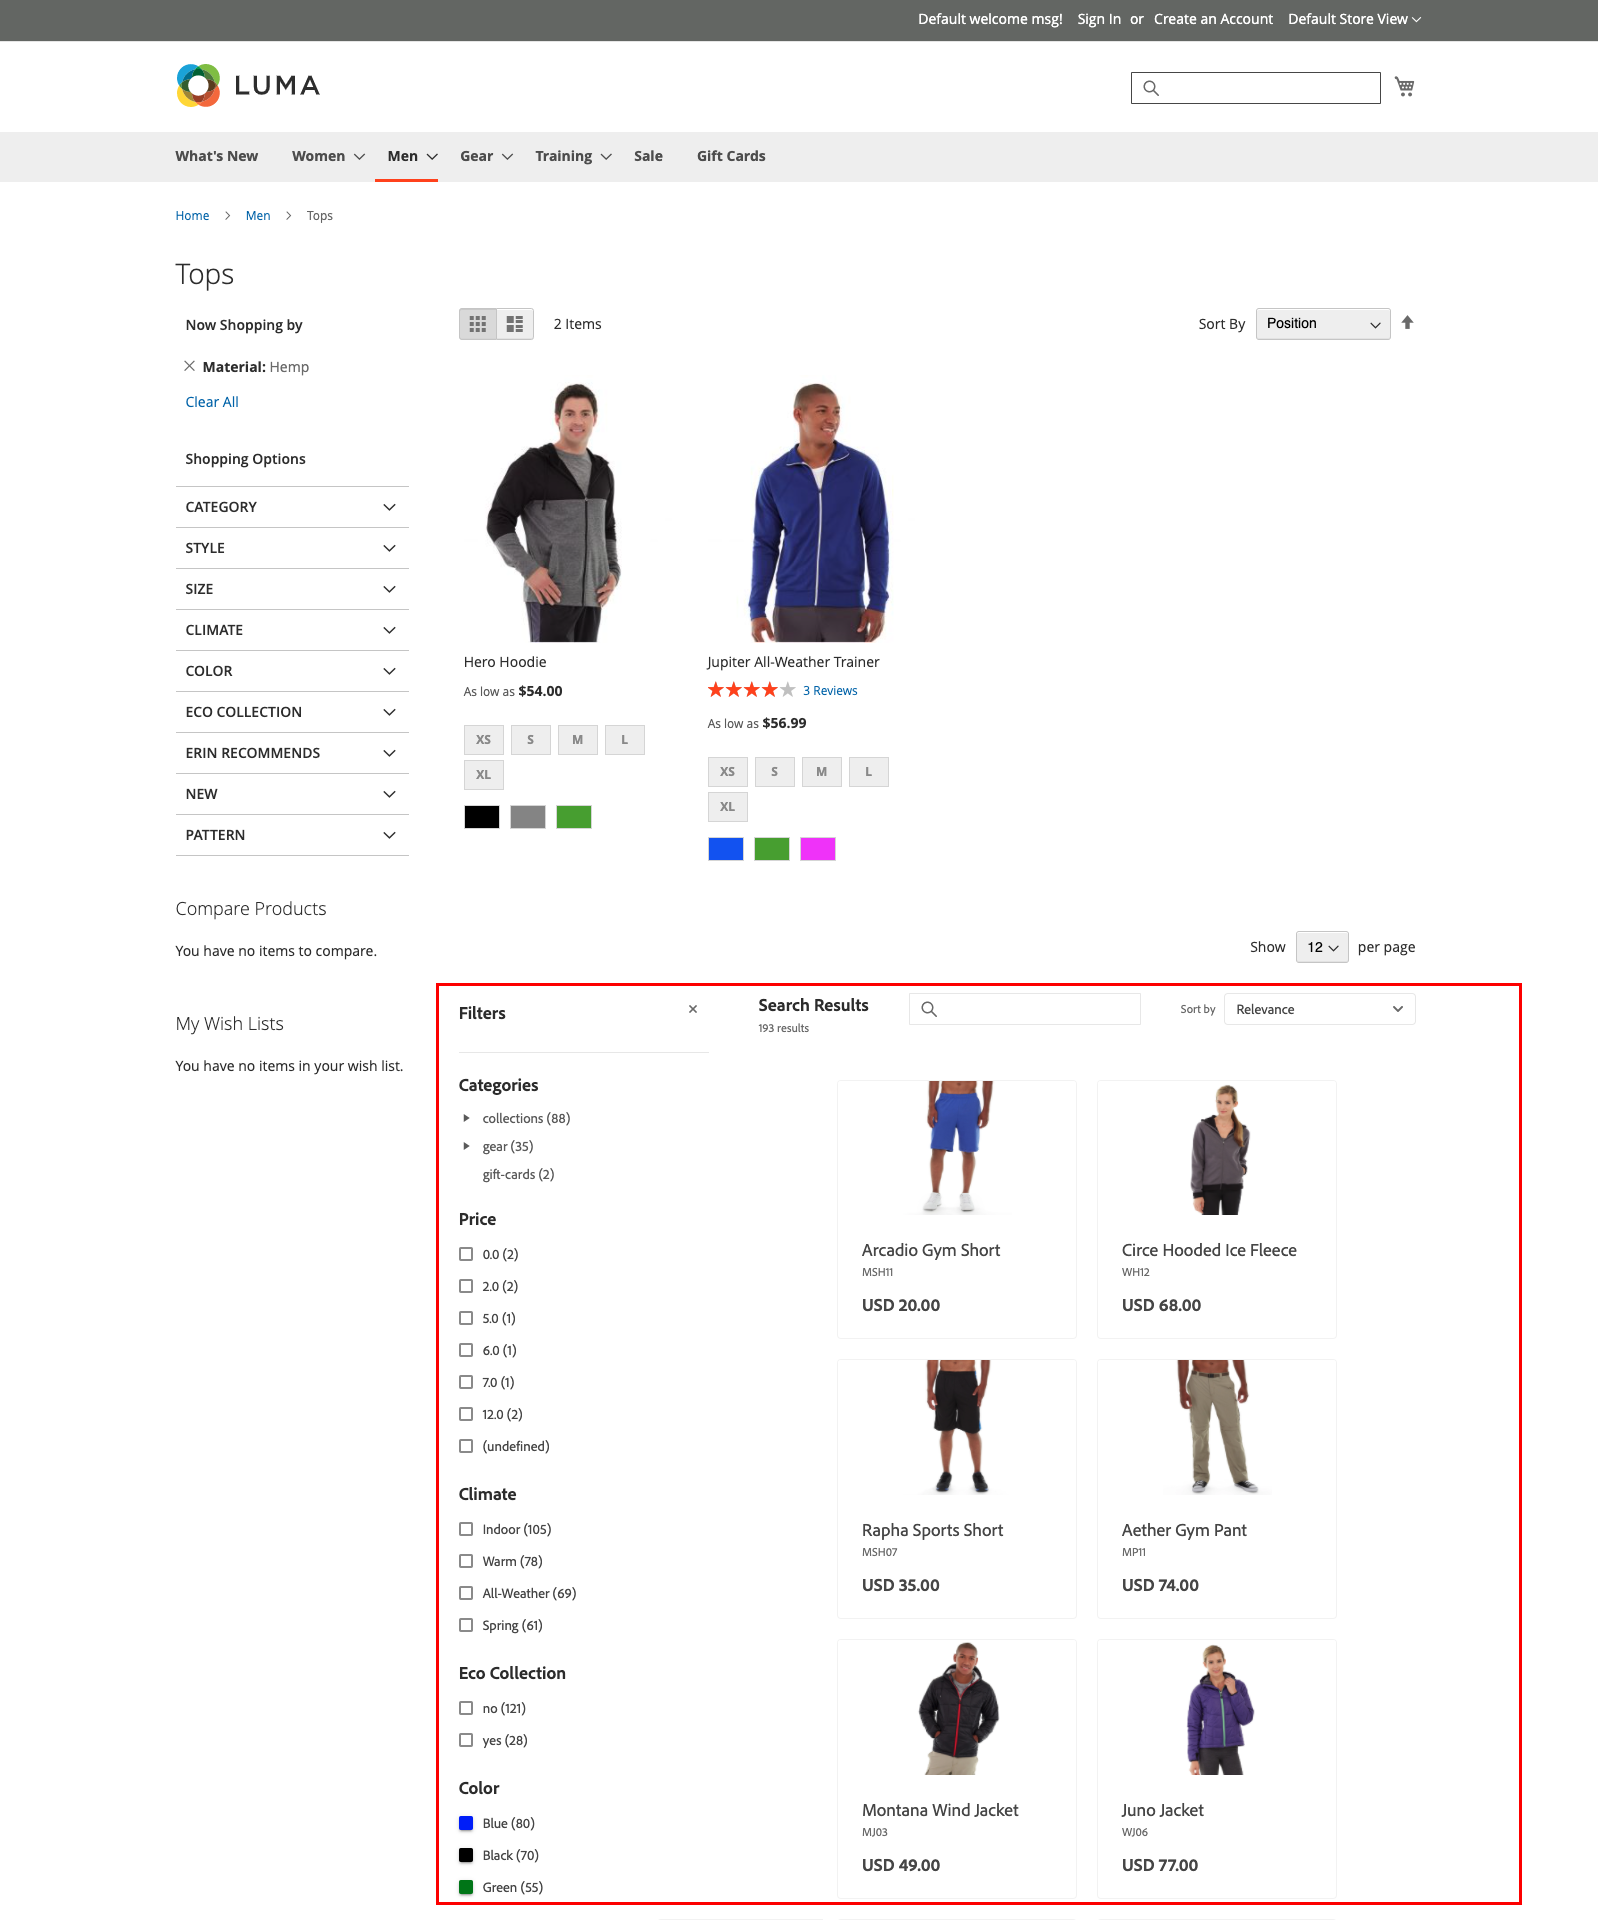 Default welcome msg! Sign In or Create an Account Default Store View
LUMA
What's New Women Men Gear Training Sale Gift Cards
Home Men Tops
Tops
Now Shopping by
Material: Hemp
Clear All
Shopping Options
CATEGORY
STYLE
SIZE
CLIMATE
COLOR
ECO COLLECTION
ERIN RECOMMENDS
NEW
PATTERN
Compare Products
You have no items to compare.
My Wish Lists
You have no items in your wish list.
2 Items
Sort By Position
Hero Hoodie
As low as $54.00
XS S M L
XL
Jupiter All-Weather Trainer
3 Reviews
As low as $56.99
XS S M L
XL
Show 12 per page
Filters
Categories
collections (88)
gear (35)
gift-cards (2)
Price
0.0 (2)
2.0 (2)
5.0 (1)
6.0 (1)
7.0 (1)
12.0 (2)
(undefined)
Climate
Indoor (105)
Warm (78)
All-Weather (69)
Spring (61)
Eco Collection
no (121)
yes (28)
Color
Blue (80)
Black (70)
Green (55)
Search Results
193 results
Sort by Relevance
Arcadio Gym Short
MSH11
USD 20.00
Circe Hooded Ice Fleece
WH12
USD 68.00
Rapha Sports Short
MSH07
USD 35.00
Aether Gym Pant
MP11
USD 74.00
Montana Wind Jacket
MJ03
USD 49.00
Juno Jacket
WJ06
USD 77.00